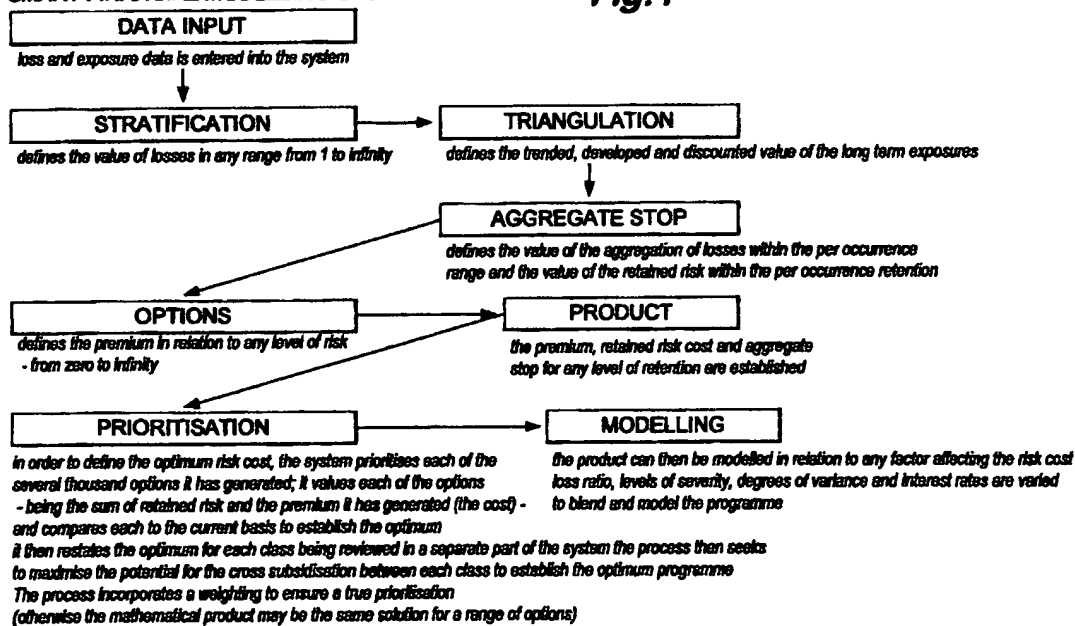 Fig. 1
DATA INPUT
loss and exposure data is entered into the system
STRATIFICATION
defines the value of losses in any range from 1 to infinity
TRIANGULATION
defines the trended, developed and discounted value of the long term exposures
AGGREGATE STOP
defines the value of the aggregation of losses within the per occurrence
range and the value of the retained risk within the per occurrence retention
OPTIONS
defines the premium in relation to any level of risk
- from zero to infinity
PRODUCT
the premium, retained risk cost and aggregate
stop for any level of retention are established
PRIORITISATION
in order to define the optimum risk cost, the system prioritises each of the
several thousand options it has generated; it values each of the options
- being the sum of retained risk and the premium it has generated (the cost) -
and compares each to the current basis to establish the optimum
it then restates the optimum for each class being reviewed in a separate part of the system the process then seeks
to maximise the potential for the cross subsidisation between each class to establish the optimum programme
The process incorporates a weighting to ensure a true prioritisation
(otherwise the mathematical product may be the same solution for a range of options)
MODELLING
the product can then be modelled in relation to any factor affecting the risk cost
loss ratio, levels of severity, degrees of variance and interest rates are varied
to blend and model the programme